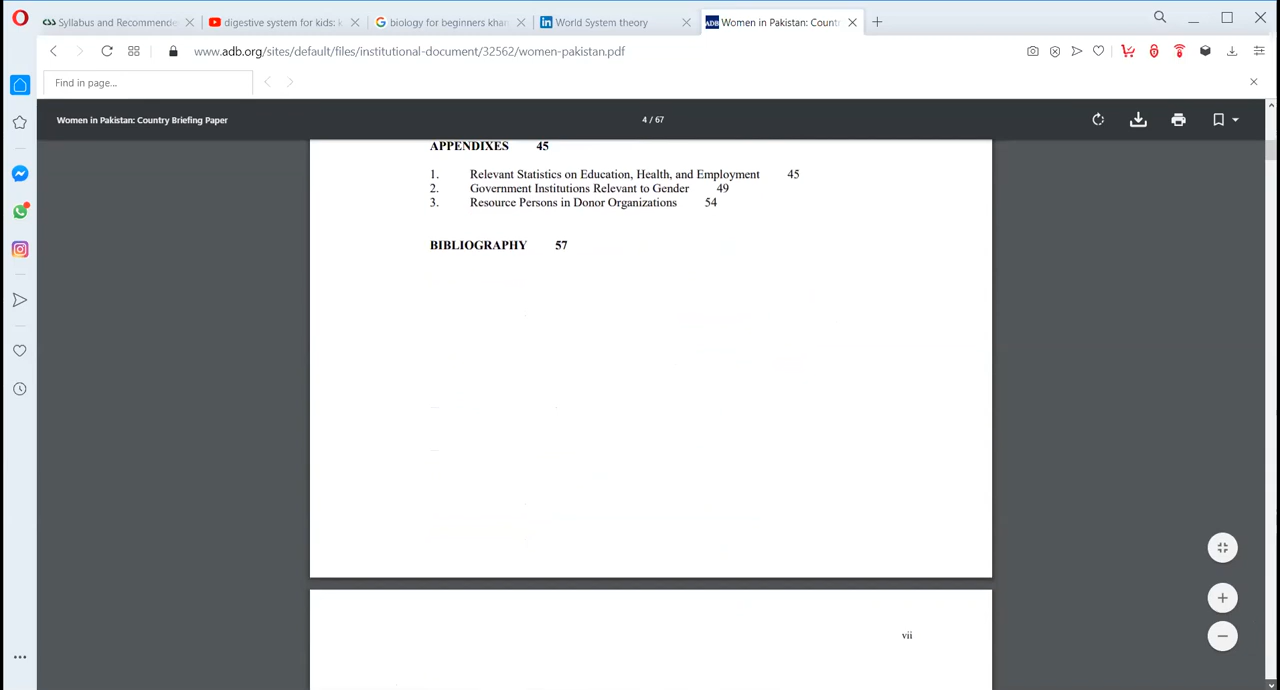 Syllabus and Recommende
digestive system for kids: k
biology for beginners khan
World System theory
ADB
Women in Pakistan: Count
www.adb.org/sites/default/files/institutional-document/32562/women-pakistan.pdf
Find in page...
Women in Pakistan: Country Briefing Paper
4 / 67
APPENDIXES 45
1. Relevant Statistics on Education, Health, and Employment 45
2. Government Institutions Relevant to Gender 49
3. Resource Persons in Donor Organizations 54
BIBLIOGRAPHY 57
vii